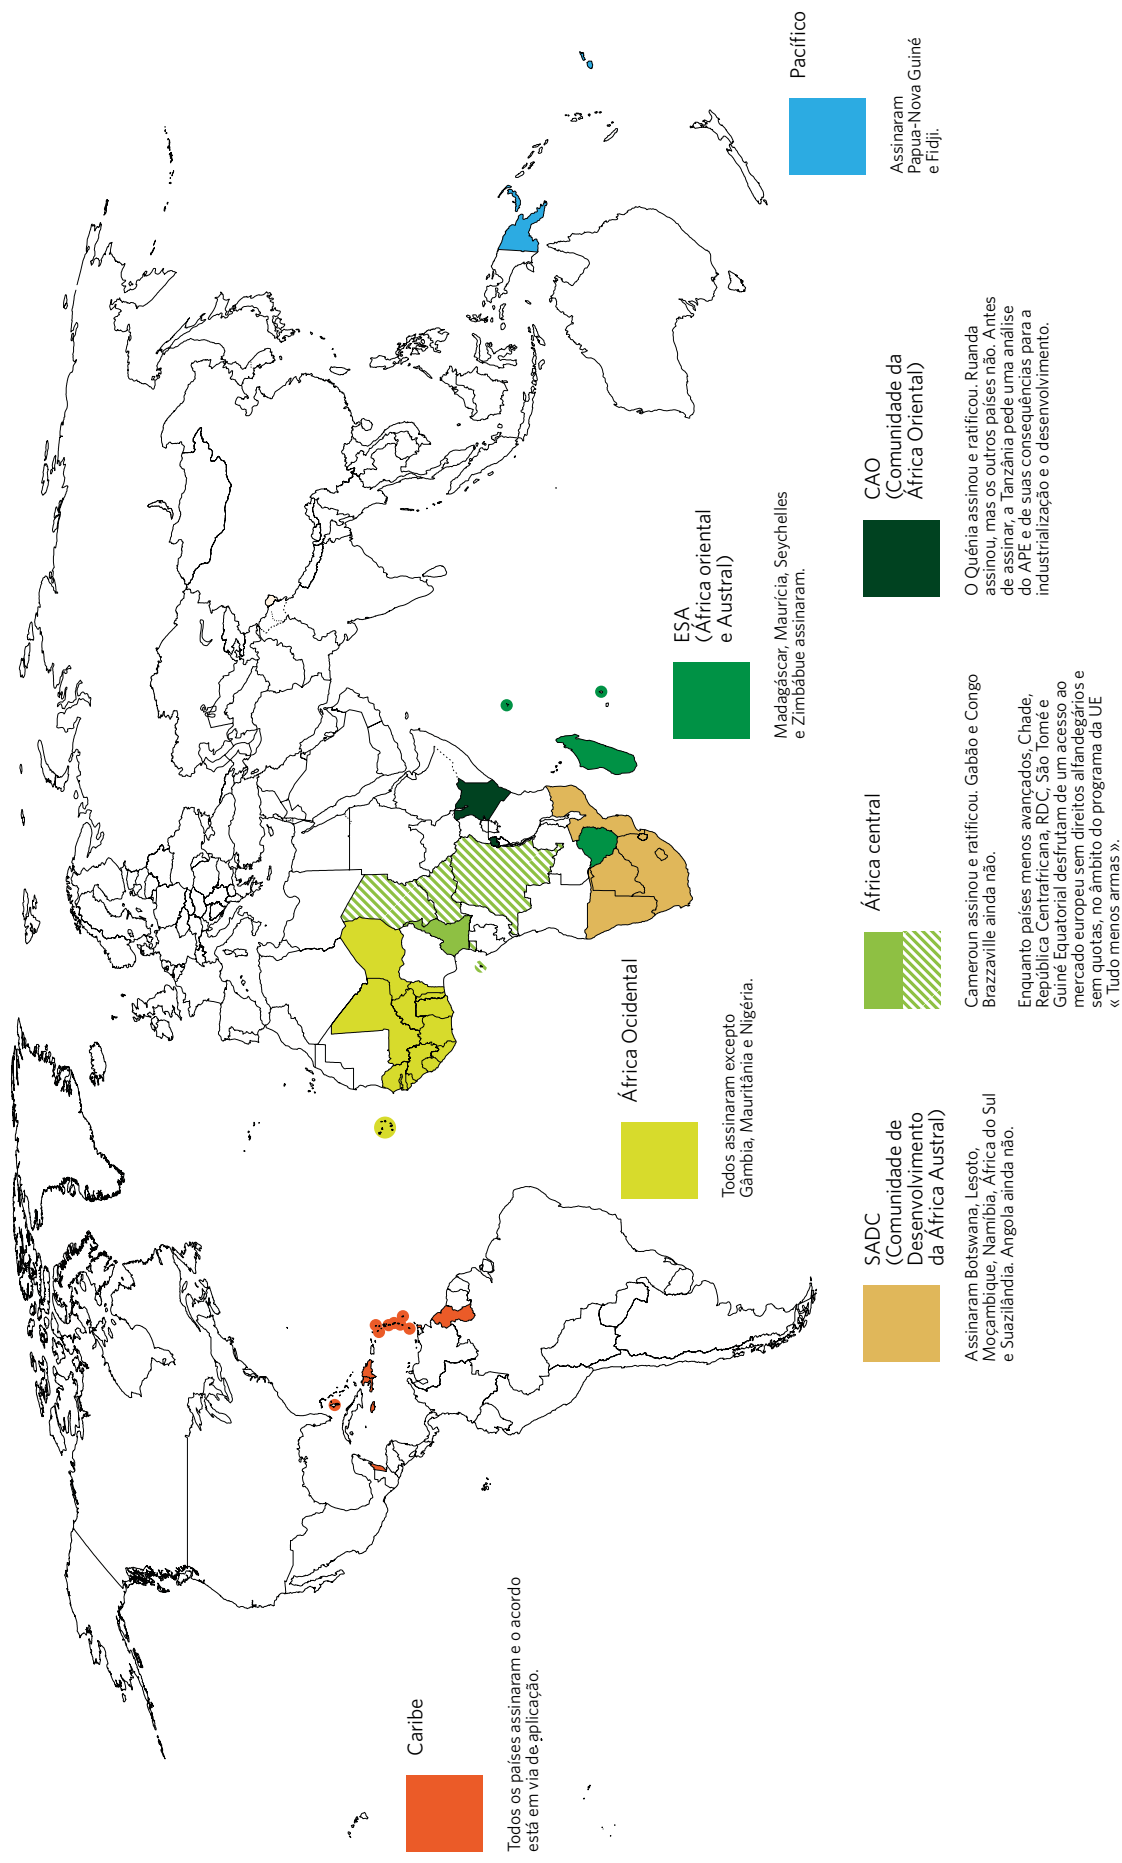 Caribe
Todos os países assinaram e o acordo
está em via de aplicação.
África Ocidental
Todos assinaram excepto
Gâmbia, Mauritânia e Nigéria.
ESA
(África oriental
e Austral)
Madagáscar, Maurícia, Seychelles
e Zimbábue assinaram.
Pacífico
Assinaram
Papua-Nova Guiné
e Fidji.
SADC
(Comunidade de
Desenvolvimento
da África Austral)
Assinaram Botswana, Lesoto,
Moçambique, Namíbia, África do Sul
e Suazilândia. Angola ainda não.
África central
Cameroun assinou e ratificou. Gabão e Congo
Brazzaville ainda não.
Enquanto países menos avançados, Chade,
República Centrafricana, RDC, São Tomé e
Guiné Equatorial desfrutam de um acesso ao
mercado europeu sem direitos alfandegários e
sem quotas, no âmbito do programa da UE
« Tudo menos armas ».
CAO
(Comunidade da
África Oriental)
O Quénia assinou e ratificou. Ruanda
assinou, mas os outros países não. Antes
de assinar, a Tanzânia pede uma análise
do APE e de suas consequências para a
industrialização e o desenvolvimento.